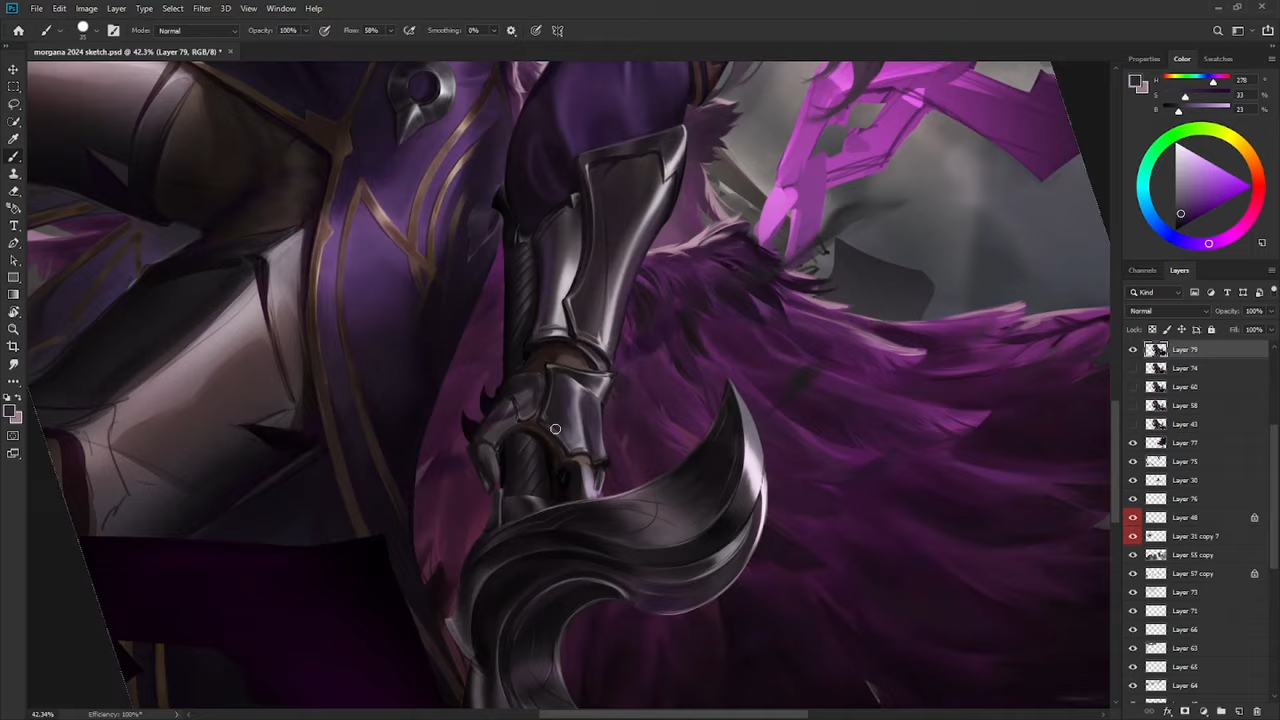 File Edit Image Layer Type Select Filter 3D View Window Help
35 Mode: Normal Opacity: 100% Flow: 58% Smoothing: 0%
morgana 2024 sketch.psd @ 42.3% (Layer 79, RGB/8) *
Properties Color Swatches
H 278
S 33 %
B 23 %
Channels Layers
Kind
Normal Opacity: 100%
Lock: Fill: 100%
Layer 79
Layer 74
Layer 60
Layer 58
Layer 43
Layer 77
Layer 75
Layer 30
Layer 76
Layer 48
Layer 31 copy 7
Layer 55 copy
Layer 57 copy
Layer 73
Layer 71
Layer 66
Layer 63
Layer 65
Layer 64
42.34% Efficiency: 100%*